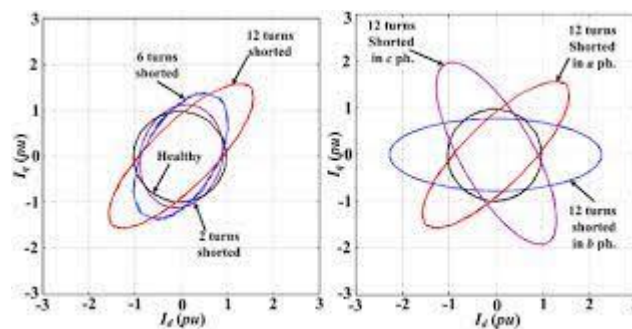 3
2
1
0
-1
-2
-3
I_q (pu)
12 turns
shorted
6 turns
shorted
Healthy
2 turns
shorted
-3 -2 -1 0 1 2 3
I_d (pu)
3
2
1
0
-1
-2
-3
I_q (pu)
12 turns
Shorted
in c ph.
12 turns
Shorted
in a ph.
12 turns
shorted
in b ph.
-3 -2 -1 0 1 2 3
I_d (pu)